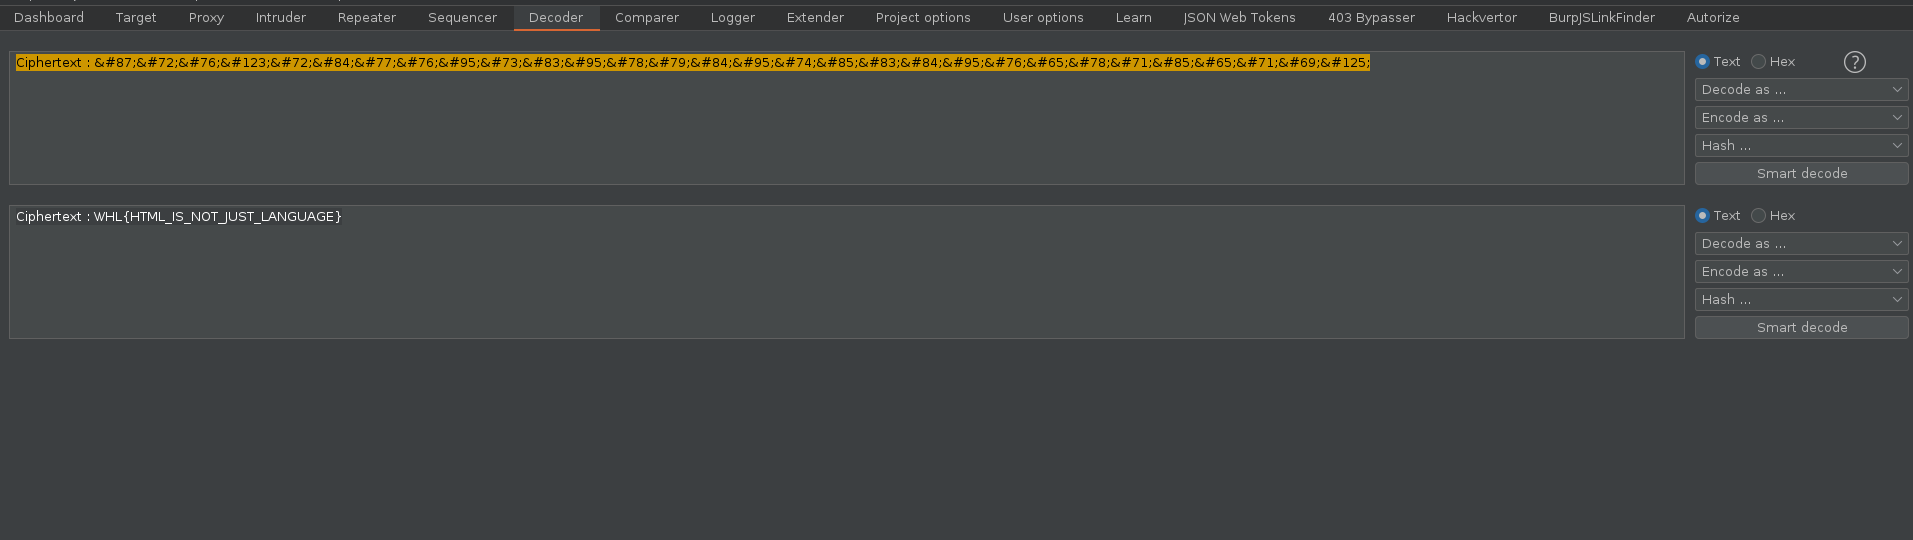 Dashboard Target Proxy Intruder Repeater Sequencer Decoder Comparer Logger Extender Project options User options Learn JSON Web Tokens 403 Bypasser Hackvertor BurpJSLinkFinder Autorize
Ciphertext : &#87;&#72;&#76;&#123;&#72;&#84;&#77;&#76;&#95;&#73;&#83;&#95;&#78;&#79;&#84;&#95;&#74;&#85;&#83;&#84;&#95;&#76;&#65;&#78;&#71;&#85;&#65;&#71;&#69;&#125;
Text Hex ?
Decode as ...
Encode as ...
Hash ...
Smart decode
Ciphertext : WHL{HTML_IS_NOT_JUST_LANGUAGE}
Text Hex
Decode as ...
Encode as ...
Hash ...
Smart decode